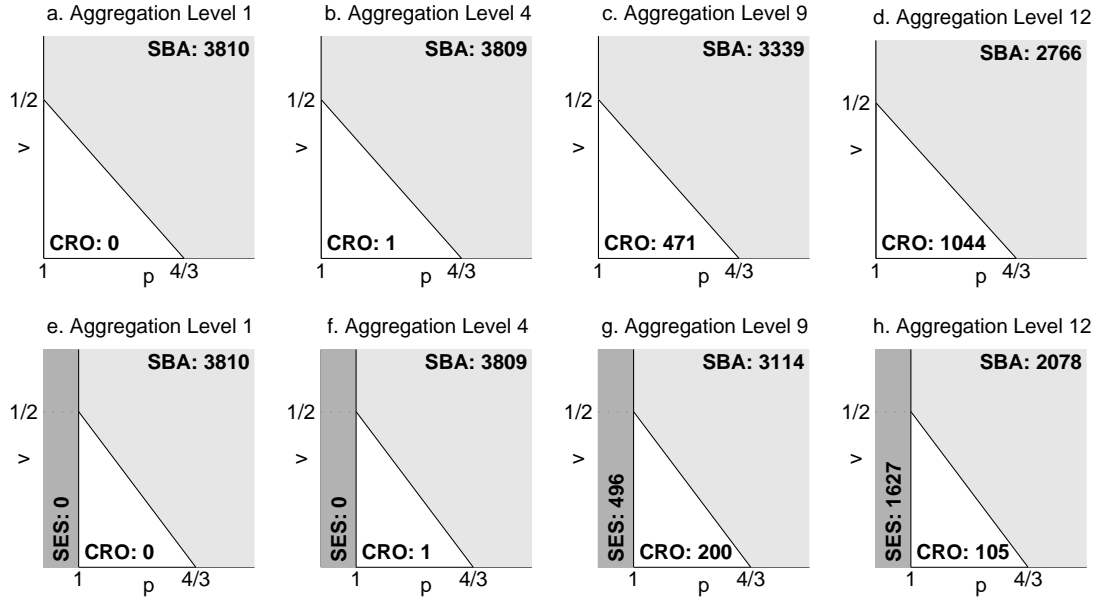 a. Aggregation Level 1
SBA: 3810
1/2
v
CRO: 0
1
p
4/3
b. Aggregation Level 4
SBA: 3809
1/2
v
CRO: 1
1
p
4/3
c. Aggregation Level 9
SBA: 3339
1/2
v
CRO: 471
1
p
4/3
d. Aggregation Level 12
SBA: 2766
1/2
v
CRO: 1044
1
p
4/3
e. Aggregation Level 1
SBA: 3810
1/2
v
SES: 0
CRO: 0
1
p
4/3
f. Aggregation Level 4
SBA: 3809
1/2
v
SES: 0
CRO: 1
1
p
4/3
g. Aggregation Level 9
SBA: 3114
1/2
v
SES: 496
CRO: 200
1
p
4/3
h. Aggregation Level 12
SBA: 2078
1/2
v
SES: 1627
CRO: 105
1
p
4/3